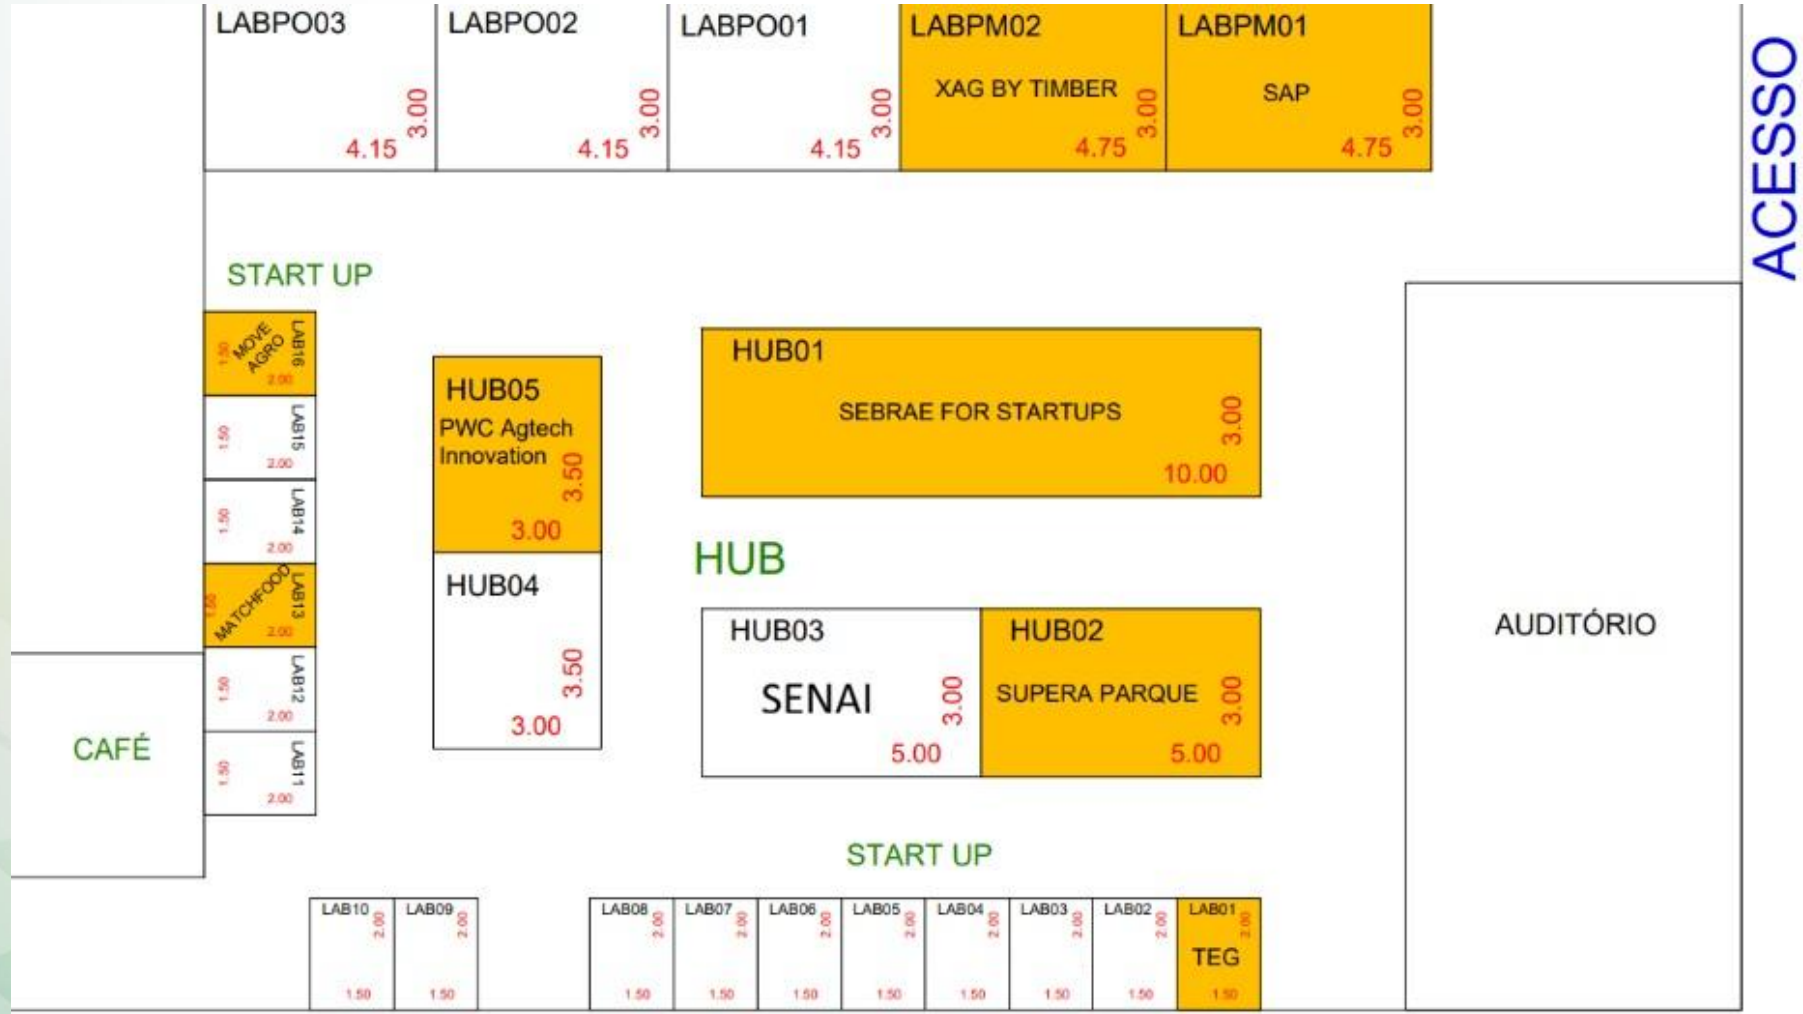 LABPO03
3.00
4.15
LABPO02
3.00
4.15
LABPO01
3.00
4.15
LABPM02
XAG BY TIMBER
3.00
4.75
LABPM01
SAP
3.00
4.75
ACESSO
START UP
LAB16
MOVE
AGRO
1.50
2.00
LAB15
1.50
2.00
LAB14
1.50
2.00
LAB13
MATCHFOOD
1.50
2.00
LAB12
1.50
2.00
LAB11
1.50
2.00
CAFÉ
HUB05
PWC Agtech
Innovation
3.50
3.00
HUB04
3.50
3.00
HUB01
SEBRAE FOR STARTUPS
3.00
10.00
HUB
HUB03
SENAI
3.00
5.00
HUB02
SUPERA PARQUE
3.00
5.00
AUDITÓRIO
START UP
LAB10
2.00
1.50
LAB09
2.00
1.50
LAB08
2.00
1.50
LAB07
2.00
1.50
LAB06
2.00
1.50
LAB05
2.00
1.50
LAB04
2.00
1.50
LAB03
2.00
1.50
LAB02
2.00
1.50
LAB01
2.00
TEG
1.50